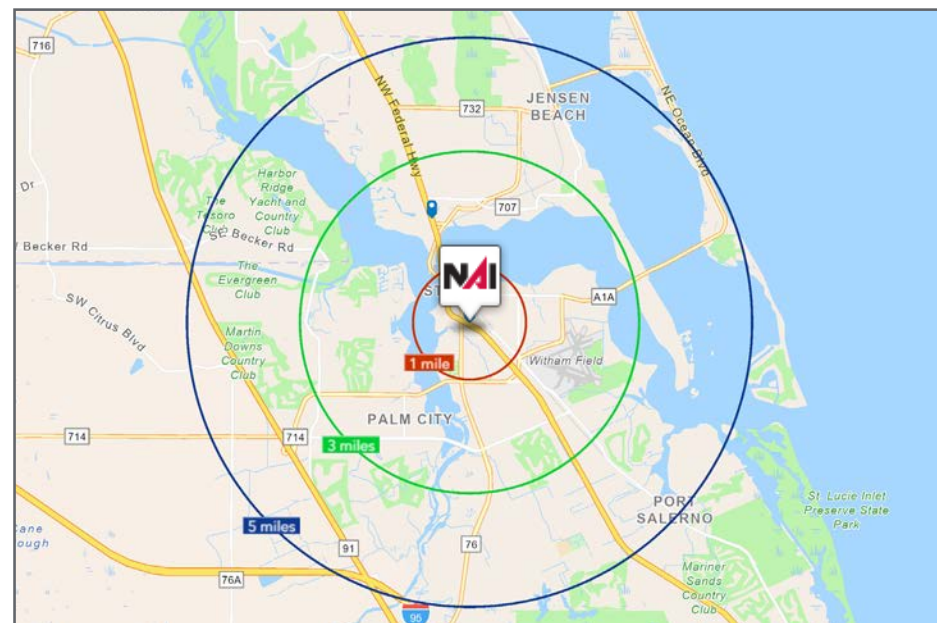 716
NW Federal Hwy
732
JENSEN
BEACH
NE Ocean Blvd
Dr
Harbor
Ridge
Yacht and
Country
Club
The
Tesoro
Club
707
SE Becker Rd
Becker Rd
The
Evergreen
Club
NAI
ST
A1A
SW Citrus Blvd
Martin
Downs
Country
Club
1 mile
Witham Field
PALM CITY
714
714
3 miles
St. Lucie Inlet
Preserve State
Park
PORT
SALERNO
5 miles
91
76
76A
Mariner
Sands
Country
Club
95